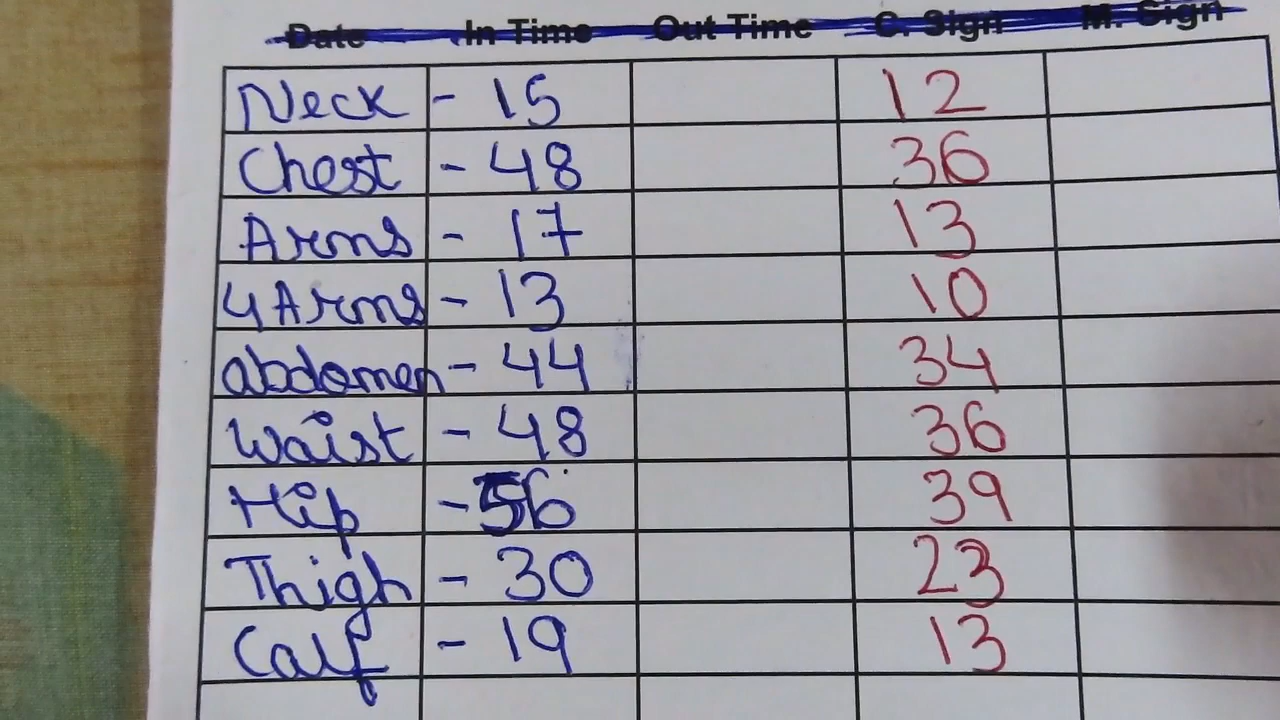 Date In Time Out Time C. Sign M. Sign
Neck - 15 12
Chest - 48 36
Arms - 17 13
4Arms - 13 10
abdomen - 44 34
Waist - 48 36
Hip - 56 39
Thigh - 30 23
Calf - 19 13